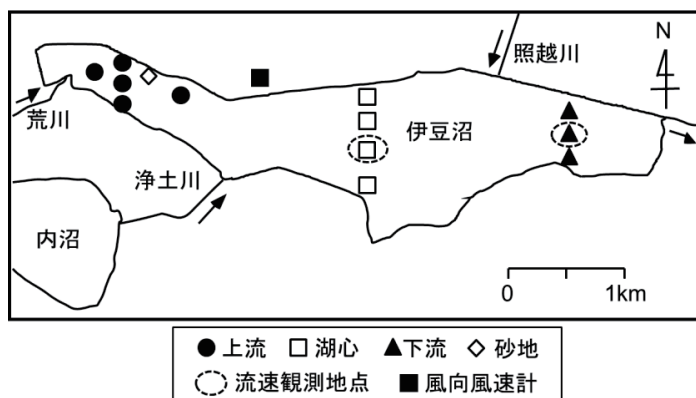 N
照越川
荒川
伊豆沼
浄土川
内沼
0 1km
上流 湖心 下流 砂地
流速観測地点 風向風速計